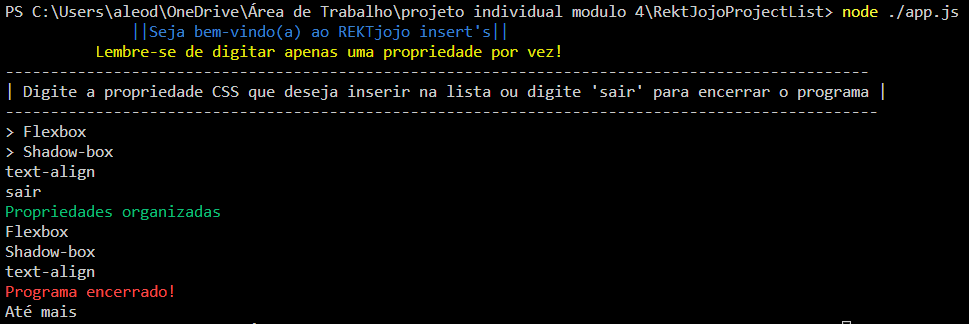 PS C:\Users\aleod\OneDrive\Área de Trabalho\projeto individual modulo 4\RektJojoProjectList> node ./app.js
||Seja bem-vindo(a) ao REKTjojo insert's||
Lembre-se de digitar apenas uma propriedade por vez!
------------------------------------------------------------------------------------------------
| Digite a propriedade CSS que deseja inserir na lista ou digite 'sair' para encerrar o programa |
-------------------------------------------------------------------------------------------------
> Flexbox
> Shadow-box
text-align
sair
Propriedades organizadas
Flexbox
Shadow-box
text-align
Programa encerrado!
Até mais